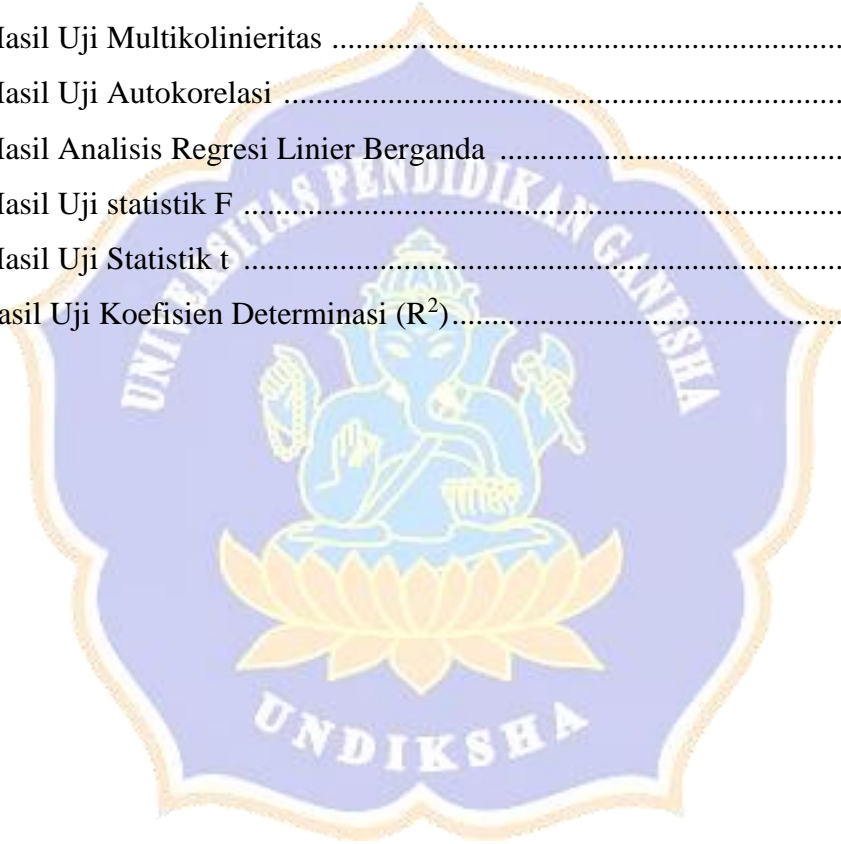 Hasil Uji Multikolinieritas ....................................................................
Hasil Uji Autokorelasi ...........................................................................
Hasil Analisis Regresi Linier Berganda ..............................................
Hasil Uji statistik F ................................................................................
Hasil Uji Statistik t ................................................................................
asil Uji Koefisien Determinasi (R²)....................................................
UNIVERSITAS PENDIDIKAN GANESHA
UNDIKSHA